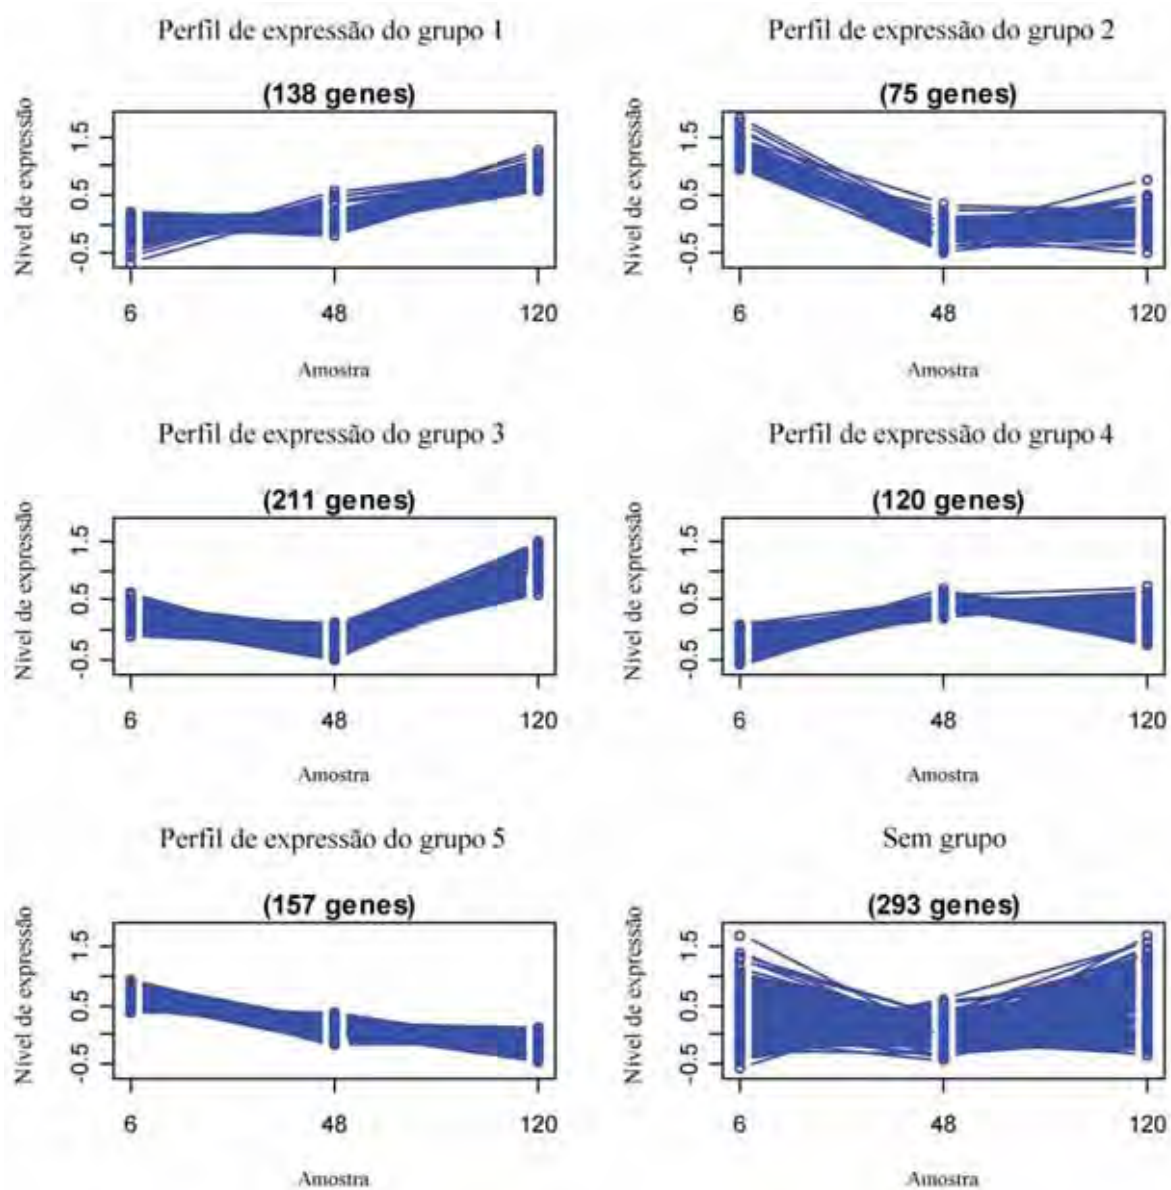 Perfil de expressão do grupo 1
(138 genes)
Nivel de expressão
1.5
0.5
-0.5
6 48 120
Amostra
Perfil de expressão do grupo 2
(75 genes)
Nivel de expressão
1.5
0.5
-0.5
6 48 120
Amostra
Perfil de expressão do grupo 3
(211 genes)
Nivel de expressão
1.5
0.5
-0.5
6 48 120
Amostra
Perfil de expressão do grupo 4
(120 genes)
Nivel de expressão
1.5
0.5
-0.5
6 48 120
Amostra
Perfil de expressão do grupo 5
(157 genes)
Nivel de expressão
1.5
0.5
-0.5
6 48 120
Amostra
Sem grupo
(293 genes)
Nivel de expressão
1.5
0.5
-0.5
6 48 120
Amostra